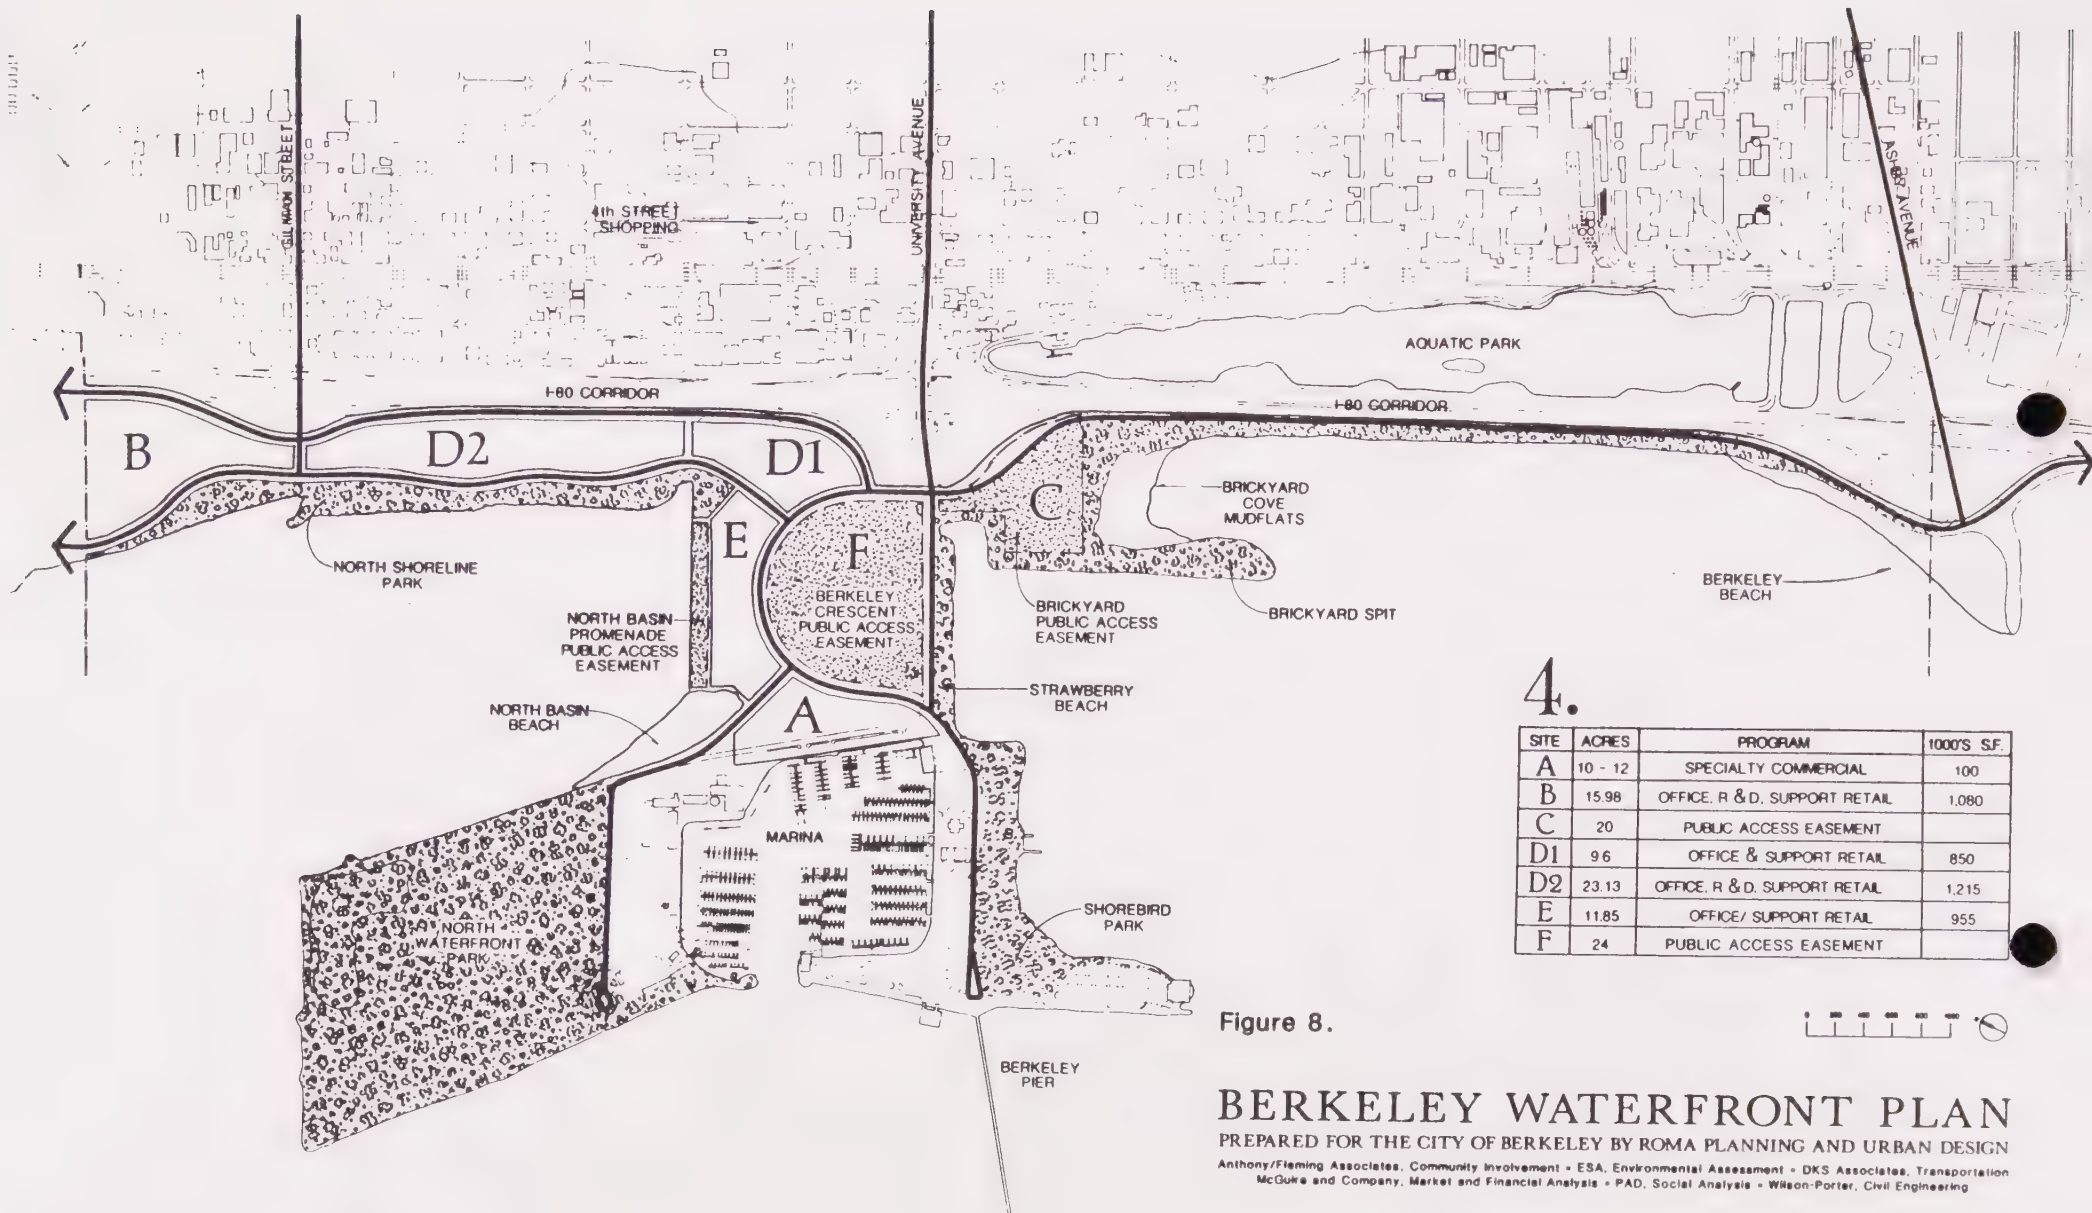 GILMAN STREET
UNIVERSITY AVENUE
ASHBY AVENUE
4th STREET
SHOPPING
AQUATIC PARK
I-80 CORRIDOR
I-80 CORRIDOR
B
D2
D1
C
E
F
A
BRICKYARD
COVE
MUDFLATS
NORTH SHORELINE
PARK
BERKELEY
BEACH
BERKELEY
CRESCENT
PUBLIC ACCESS
EASEMENT
BRICKYARD
PUBLIC ACCESS
EASEMENT
BRICKYARD SPIT
NORTH BASIN
PROMENADE
PUBLIC ACCESS
EASEMENT
STRAWBERRY
BEACH
NORTH BASIN
BEACH
MARINA
SHOREBIRD
PARK
NORTH
WATERFRONT
PARK
BERKELEY
PIER
4.
SITE ACRES PROGRAM 1000'S S.F.
A 10 - 12 SPECIALTY COMMERCIAL 100
B 15.98 OFFICE, R & D, SUPPORT RETAIL 1,080
C 20 PUBLIC ACCESS EASEMENT
D1 9 6 OFFICE & SUPPORT RETAIL 850
D2 23.13 OFFICE, R & D, SUPPORT RETAIL 1,215
E 11.85 OFFICE/ SUPPORT RETAIL 955
F 24 PUBLIC ACCESS EASEMENT
Figure 8.
BERKELEY WATERFRONT PLAN
PREPARED FOR THE CITY OF BERKELEY BY ROMA PLANNING AND URBAN DESIGN
Anthony/Fleming Associates, Community Involvement • ESA, Environmental Assessment • DKS Associates, Transportation
McGuire and Company, Market and Financial Analysis • PAD, Social Analysis • Wilson-Porter, Civil Engineering